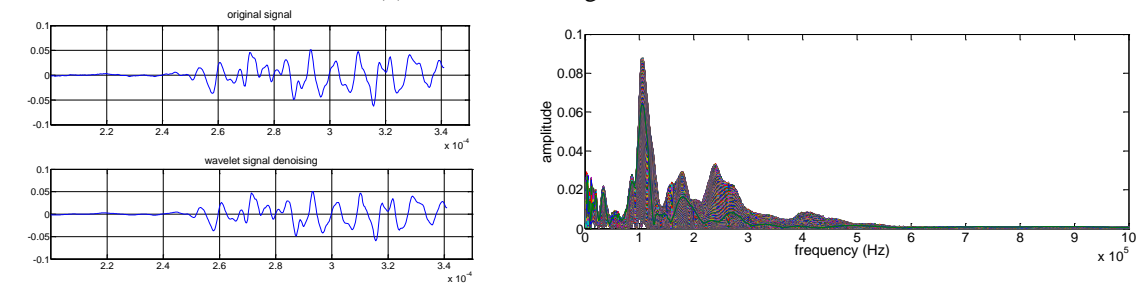 original signal
0.1
0.05
0
-0.05
-0.1
2.2 2.4 2.6 2.8 3 3.2 3.4
x 10^-4
wavelet signal denoising
0.1
0.05
0
-0.05
-0.1
2.2 2.4 2.6 2.8 3 3.2 3.4
x 10^-4
0.1
0.08
0.06
0.04
0.02
0
amplitude
0 1 2 3 4 5 6 7 8 9 10
frequency (Hz)
x 10^5